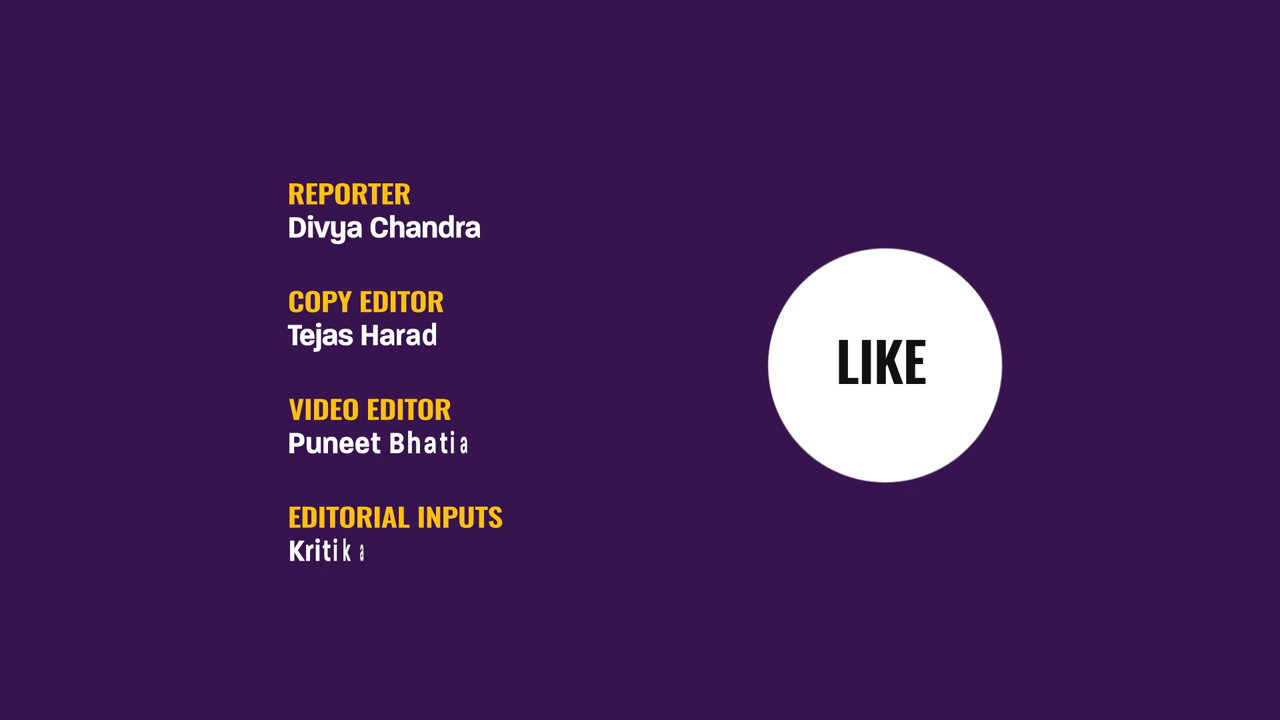 REPORTER
Divya Chandra
COPY EDITOR
Tejas Harad
VIDEO EDITOR
Puneet Bhatia
EDITORIAL INPUTS
Kritika
LIKE